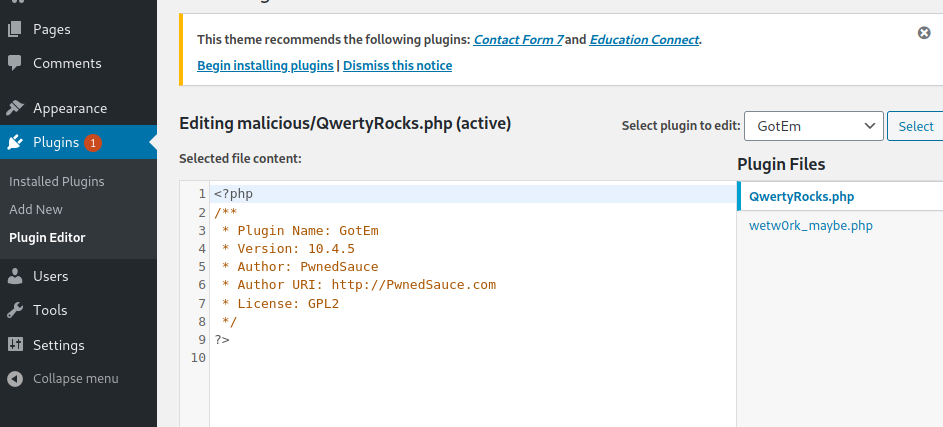 Pages
Comments
Appearance
Plugins 1
Installed Plugins
Add New
Plugin Editor
Users
Tools
Settings
Collapse menu
This theme recommends the following plugins: Contact Form 7 and Education Connect.
Begin installing plugins | Dismiss this notice
Editing malicious/QwertyRocks.php (active)
Select plugin to edit: GotEm Select
Selected file content:
1 <?php
2 /**
3  * Plugin Name: GotEm
4  * Version: 10.4.5
5  * Author: PwnedSauce
6  * Author URI: http://PwnedSauce.com
7  * License: GPL2
8  */
9 ?>
10
Plugin Files
QwertyRocks.php
wetw0rk_maybe.php